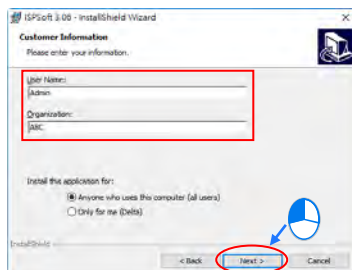 ISPSoft 3.08 - InstallShield Wizard
Customer Information
Please enter your information.
User Name:
Admin
Organization:
ABC
Install this application for:
Anyone who uses this computer (all users)
Only for me (Delta)
InstallShield
< Back
Next >
Cancel